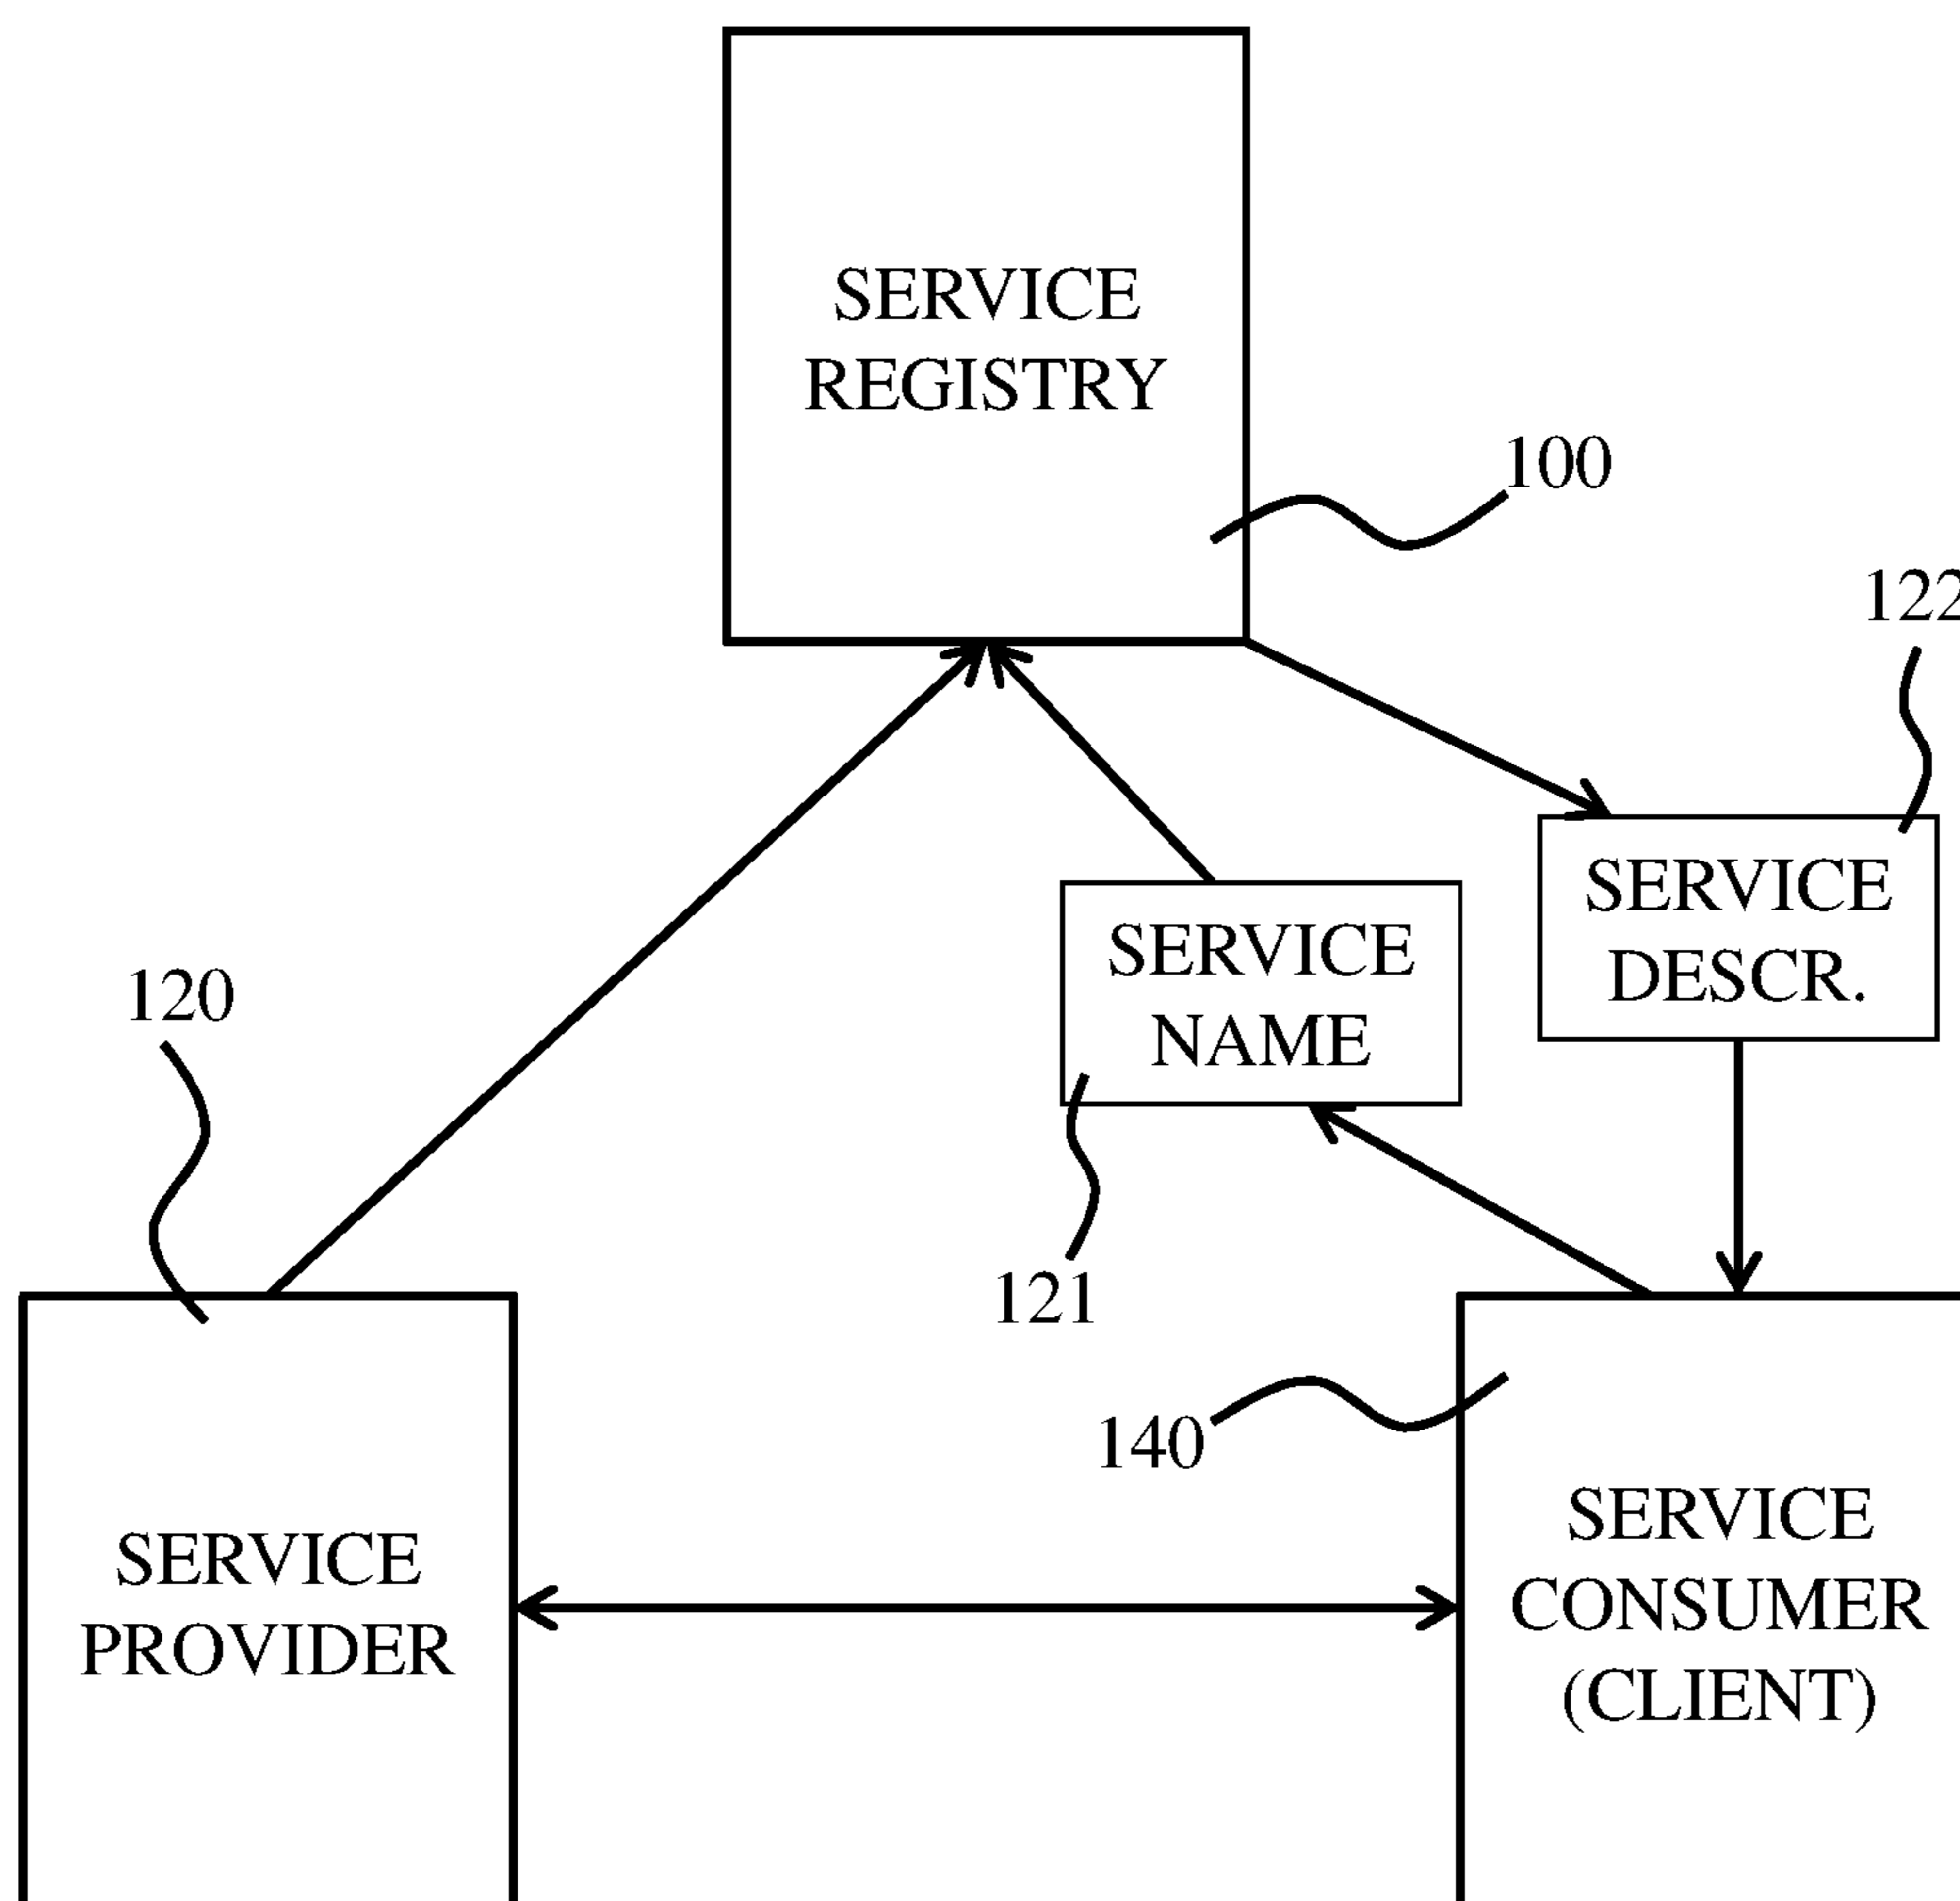 SERVICE
REGISTRY
100
122
SERVICE
DESCR.
SERVICE
NAME
120
121
140
SERVICE
PROVIDER
SERVICE
CONSUMER
(CLIENT)